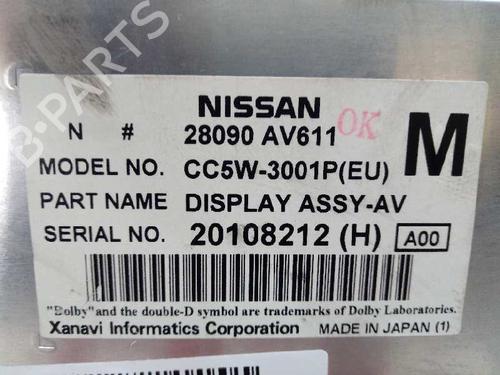 NISSAN
N # 28090 AV611 OK
M
MODEL NO. CC5W-3001P(EU)
PART NAME DISPLAY ASSY-AV
SERIAL NO. 20108212 (H) A00
"Dolby"and the double-D symbol are trademarks of Dolby Laboratories.
Xanavi Informatics Corporation MADE IN JAPAN (1)
B-PARTS